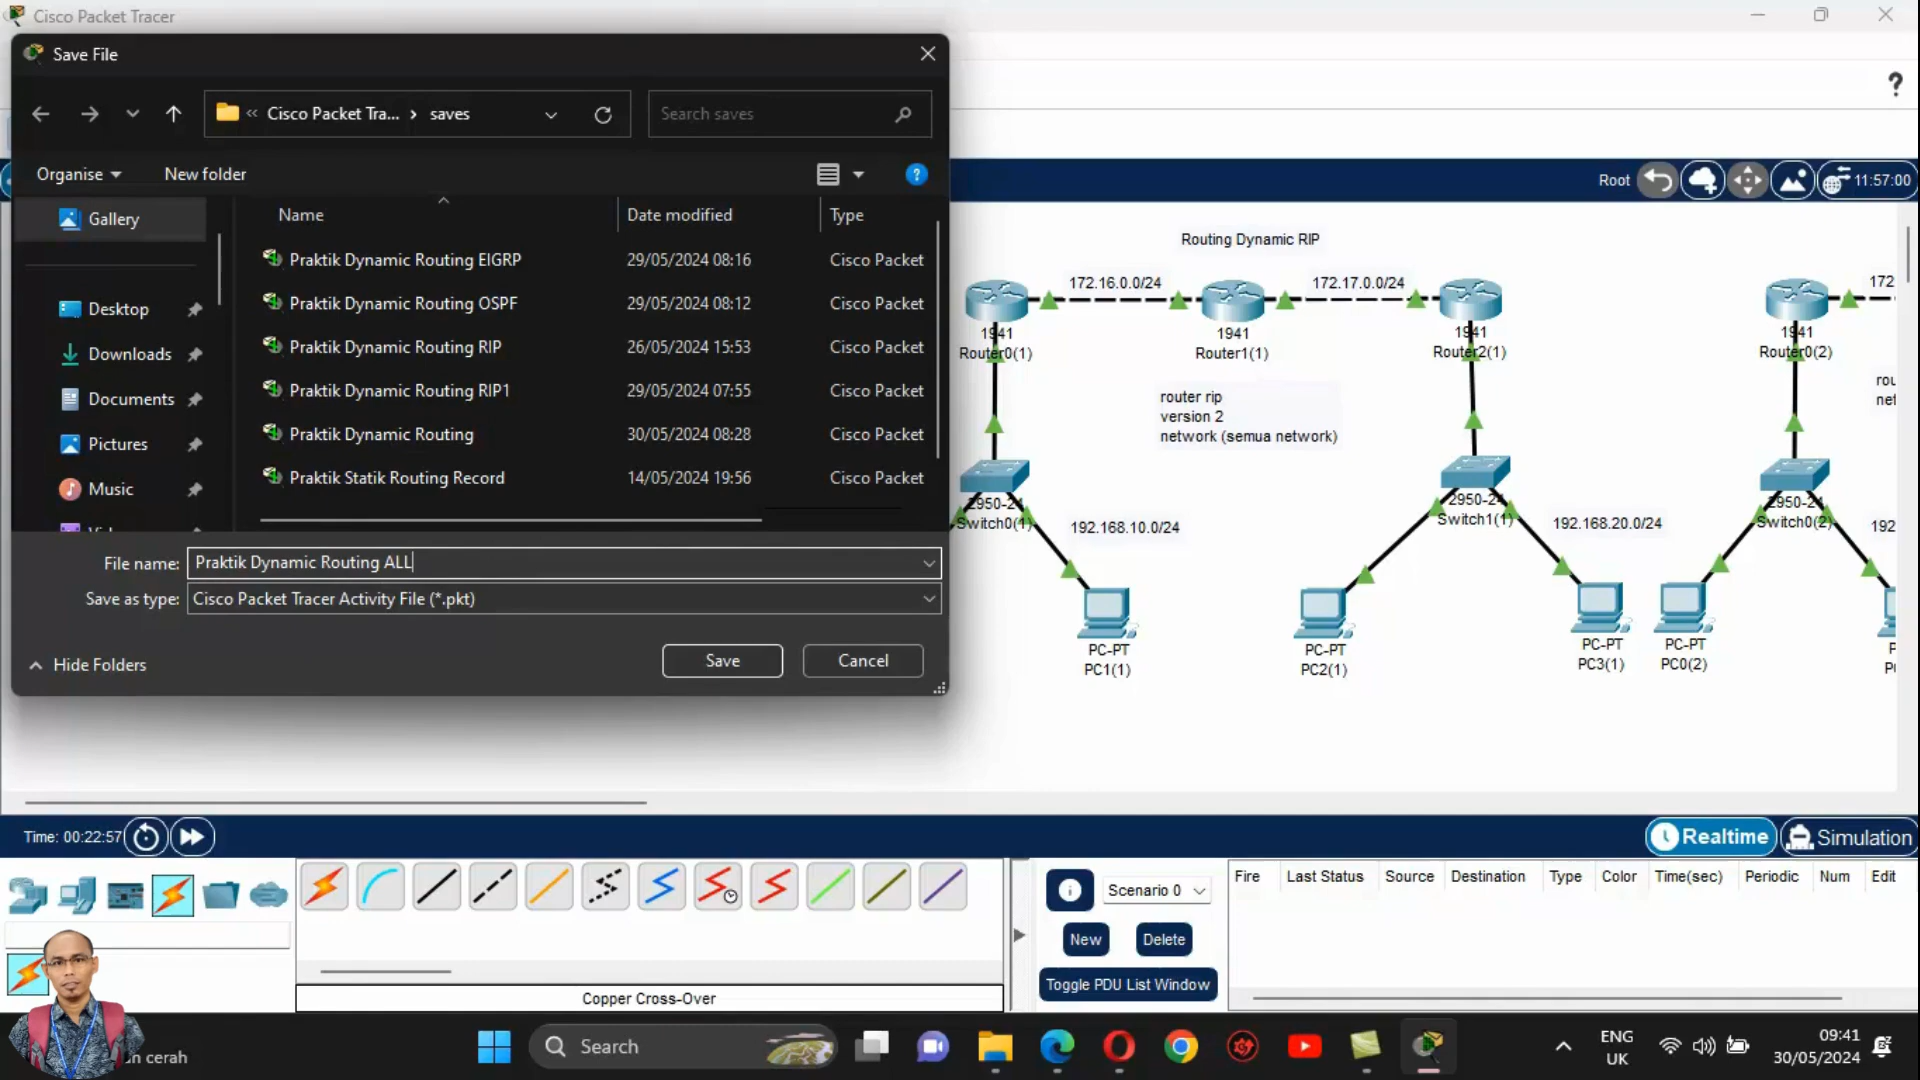 Cisco Packet Tracer
Save File
Cisco Packet Tra...
saves
Search saves
Organise
New folder
Gallery
Desktop
Downloads
Documents
Pictures
Music
Name
Date modified
Type
Praktik Dynamic Routing EIGRP 29/05/2024 08:16 Cisco Packet
Praktik Dynamic Routing OSPF 29/05/2024 08:12 Cisco Packet
Praktik Dynamic Routing RIP 26/05/2024 15:53 Cisco Packet
Praktik Dynamic Routing RIP1 29/05/2024 07:55 Cisco Packet
Praktik Dynamic Routing 30/05/2024 08:28 Cisco Packet
Praktik Statik Routing Record 14/05/2024 19:56 Cisco Packet
File name: Praktik Dynamic Routing ALL
Save as type: Cisco Packet Tracer Activity File (*.pkt)
Hide Folders
Save
Cancel
Root
11:57:00
Routing Dynamic RIP
172.16.0.0/24
172.17.0.0/24
172
1941
Router0(1)
1941
Router1(1)
1941
Router2(1)
1941
Router0(2)
router rip
version 2
network (semua network)
rou
net
2950-24
Switch0(1)
192.168.10.0/24
2950-24
Switch1(1)
192.168.20.0/24
2950-24
Switch0(2)
192
PC-PT
PC1(1)
PC-PT
PC2(1)
PC-PT
PC3(1)
PC-PT
PC0(2)
Time: 00:22:57
Realtime
Simulation
Scenario 0
New
Delete
Toggle PDU List Window
Fire Last Status Source Destination Type Color Time(sec) Periodic Num Edit
Copper Cross-Over
cerah
Search
ENG
UK
09:41
30/05/2024